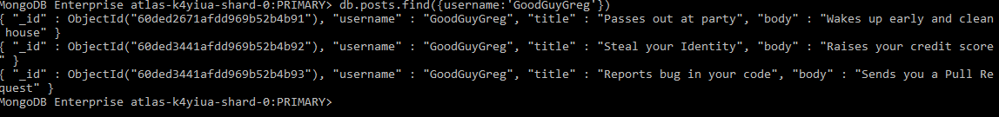 MongoDB Enterprise atlas-k4yiua-shard-0:PRIMARY> db.posts.find({username:'GoodGuyGreg'})
{ "_id" : ObjectId("60ded2671afdd969b52b4b91"), "username" : "GoodGuyGreg", "title" : "Passes out at party", "body" : "Wakes up early and clean
 house" }
{ "_id" : ObjectId("60ded3441afdd969b52b4b92"), "username" : "GoodGuyGreg", "title" : "Steal your Identity", "body" : "Raises your credit score
" }
{ "_id" : ObjectId("60ded3441afdd969b52b4b93"), "username" : "GoodGuyGreg", "title" : "Reports bug in your code", "body" : "Sends you a Pull Re
quest" }
MongoDB Enterprise atlas-k4yiua-shard-0:PRIMARY>